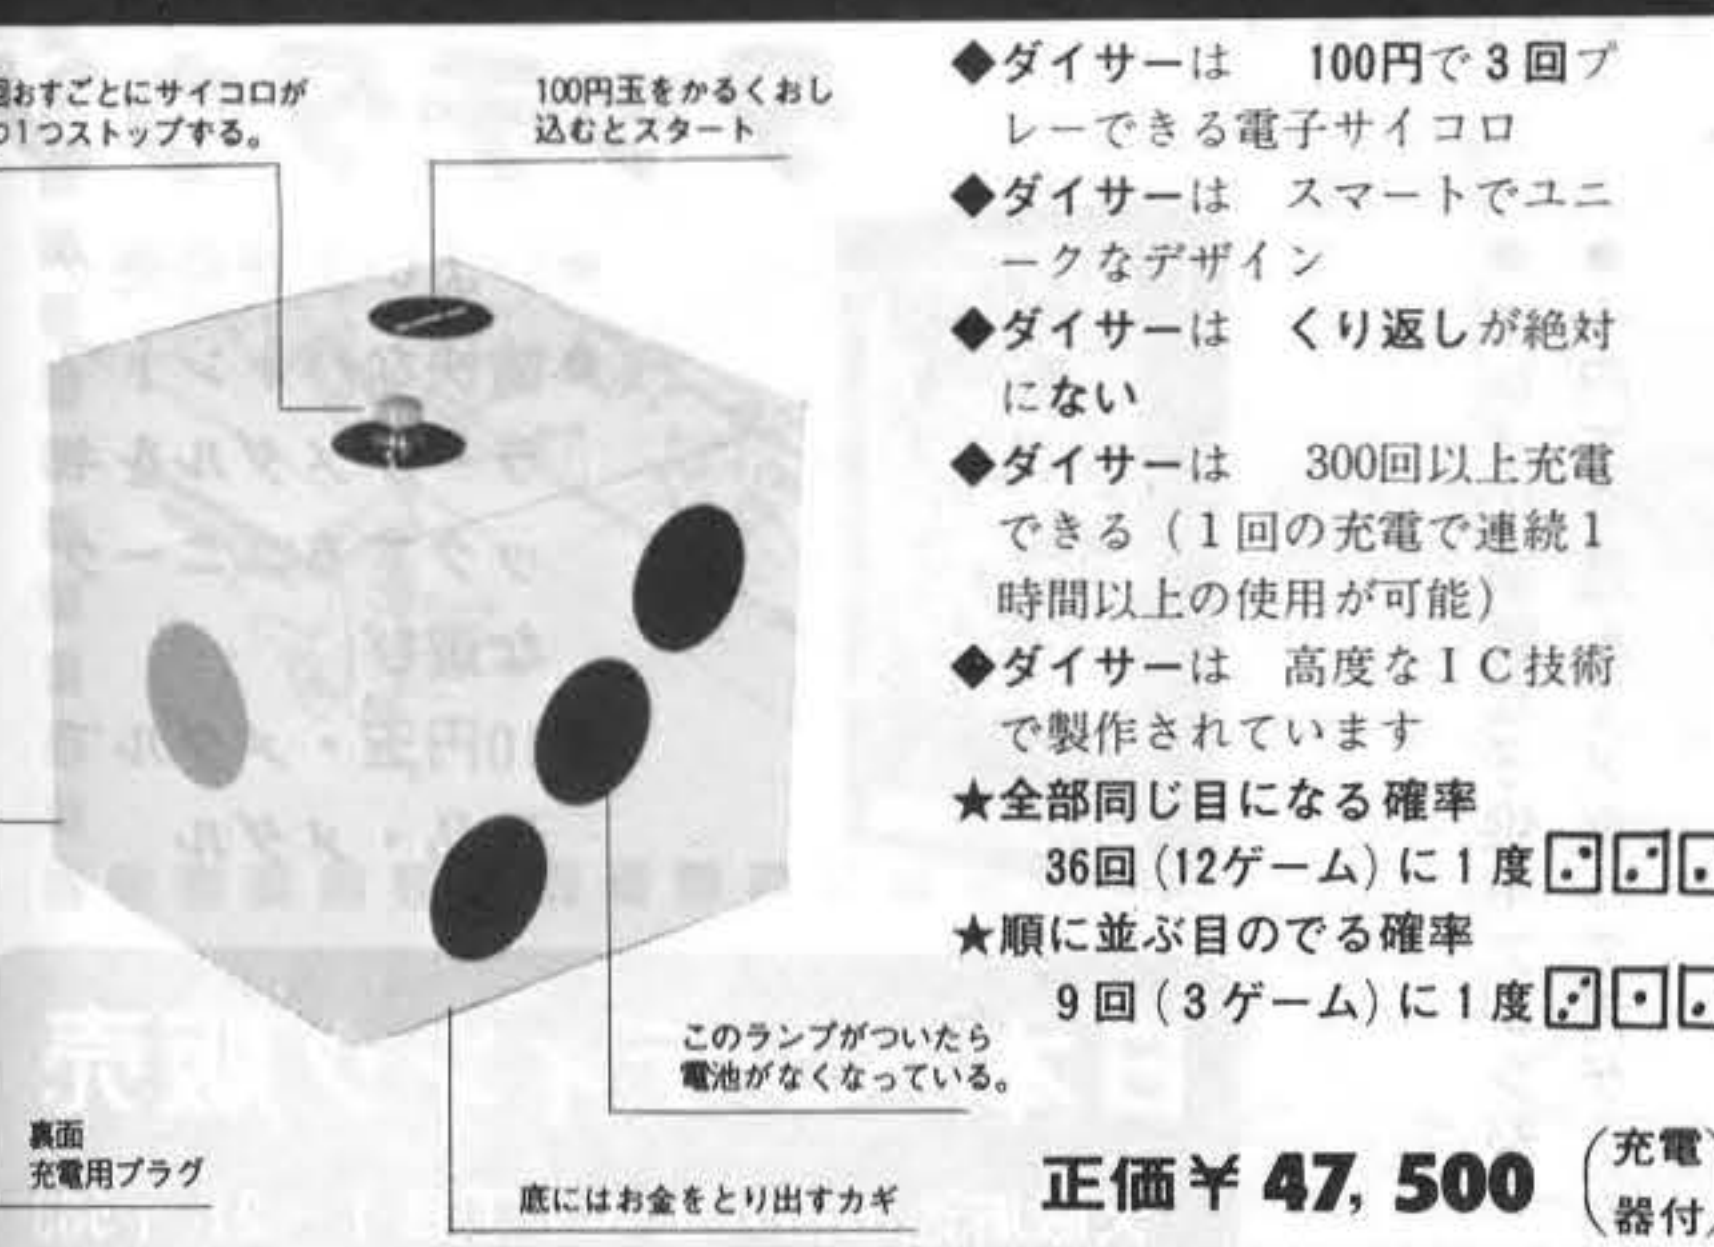 おすごとにサイコロが
1つストップする。
100円玉をかるくおし
込むとスタート
このランプがついたら
電池がなくなっている。
裏面
充電用プラグ
底にはお金をとり出すカギ
◆ダイサーは 100円で3回プ
レーできる電子サイコロ
◆ダイサーは スマートでユニ
ークなデザイン
◆ダイサーは くり返しが絶対
にない
◆ダイサーは 300回以上充電
できる（1回の充電で連続1
時間以上の使用が可能）
◆ダイサーは 高度なＩＣ技術
で製作されています
★全部同じ目になる確率
36回（12ゲーム）に1度
★順に並ぶ目のでる確率
9回（3ゲーム）に1度
正価￥47,500（充電
器付